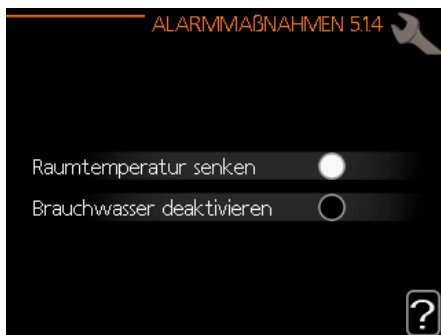 ALARMMAßNAHMEN 5.1.4
Raumtemperatur senken
Brauchwasser deaktivieren
?